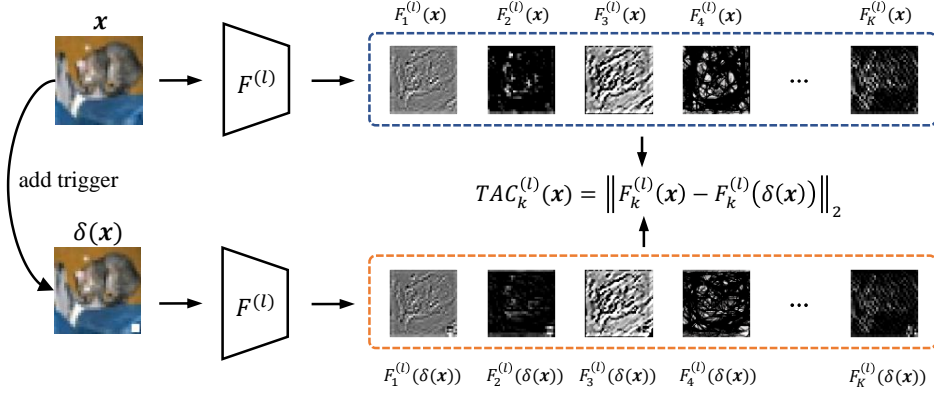 x
F_1^{(l)}(x) F_2^{(l)}(x) F_3^{(l)}(x) F_4^{(l)}(x) F_K^{(l)}(x)
F^{(l)}
...
add trigger
TAC_k^{(l)}(x) = ‖F_k^{(l)}(x) − F_k^{(l)}(δ(x))‖_2
δ(x)
F^{(l)}
...
F_1^{(l)}(δ(x)) F_2^{(l)}(δ(x)) F_3^{(l)}(δ(x)) F_4^{(l)}(δ(x)) F_K^{(l)}(δ(x))